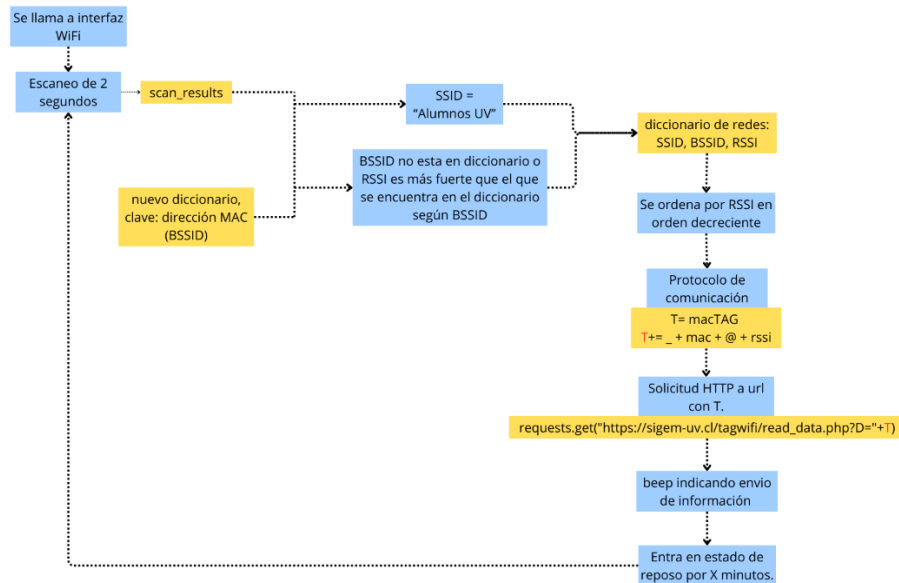 Se llama a interfaz
WiFi
Escaneo de 2
segundos
scan_results
nuevo diccionario,
clave: dirección MAC
(BSSID)
SSID =
“Alumnos UV”
BSSID no esta en diccionario o
RSSI es más fuerte que el que
se encuentra en el diccionario
según BSSID
diccionario de redes:
SSID, BSSID, RSSI
Se ordena por RSSI en
orden decreciente
Protocolo de
comunicación
T= macTAG
T+= _ + mac + @ + rssi
Solicitud HTTP a url
con T.
requests.get("https://sigem-uv.cl/tagwifi/read_data.php?D="+T)
beep indicando envio de
información
Entra en estado de
reposo por X minutos.